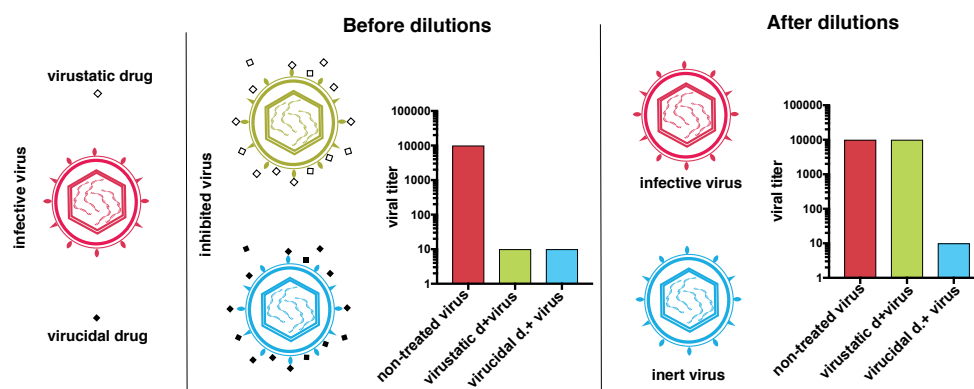 virustatic drug
infective virus
virucidal drug
Before dilutions
inhibited virus
viral titer
100000
10000
1000
100
10
1
non-treated virus
virustatic d+virus
virucidal d.+ virus
After dilutions
infective virus
inert virus
viral titer
100000
10000
1000
100
10
1
non-treated virus
virustatic d+virus
virucidal d.+ virus